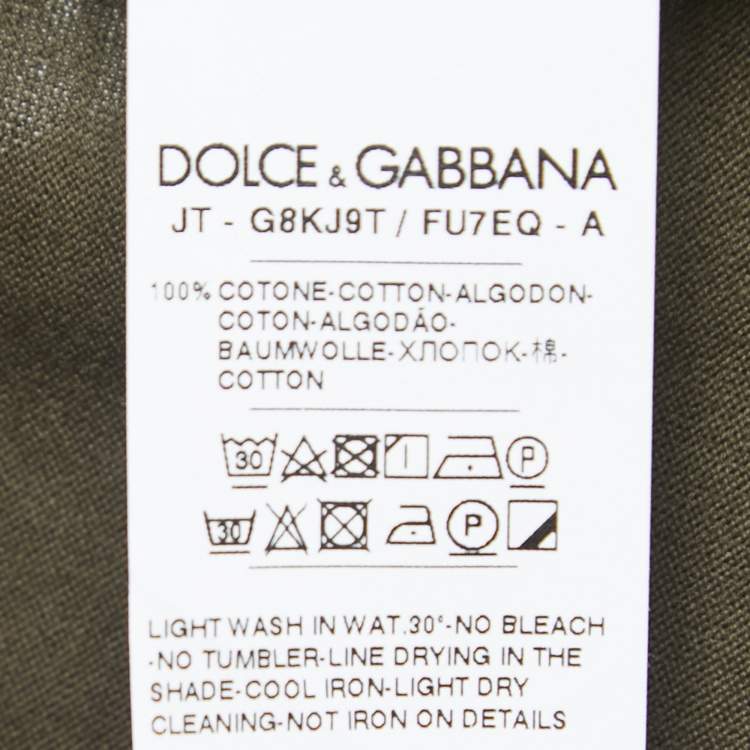 DOLCE & GABBANA
JT - G8KJ9T / FU7EQ - A
100% COTONE-COTTON-ALGODON-
COTON-ALGODÃO-
BAUMWOLLE-ХЛОПОК-棉-
COTTON
30 P
30 P
LIGHT WASH IN WAT.30°-NO BLEACH
-NO TUMBLER-LINE DRYING IN THE
SHADE-COOL IRON-LIGHT DRY
CLEANING-NOT IRON ON DETAILS